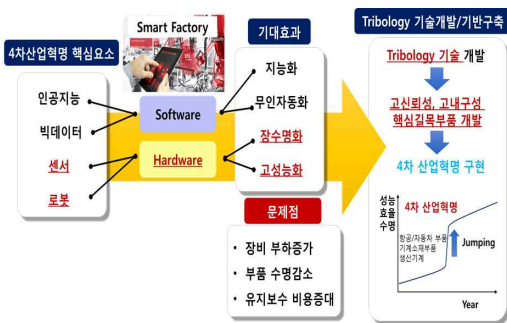 4차산업혁명 핵심요소
인공지능
빅데이터
센서
로봇
Smart Factory
Software
Hardware
기대효과
지능화
무인자동화
장수명화
고성능화
문제점
• 장비 부하증가
• 부품 수명감소
• 유지보수 비용증대
Tribology 기술개발/기반구축
Tribology 기술 개발
고신뢰성, 고내구성
핵심길목부품 개발
4차 산업혁명 구현
성능
효율
수명
4차 산업혁명
항공/자동차 부품
기계소재부품
생산기계
Jumping
Year